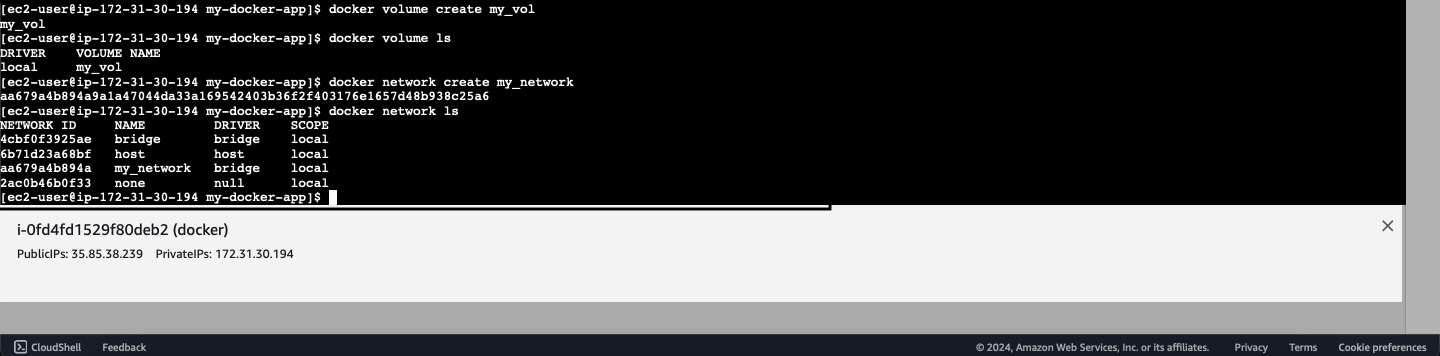 [ec2-user@ip-172-31-30-194 my-docker-app]$ docker volume create my_vol
my_vol
[ec2-user@ip-172-31-30-194 my-docker-app]$ docker volume ls
DRIVER    VOLUME NAME
local     my_vol
[ec2-user@ip-172-31-30-194 my-docker-app]$ docker network create my_network
aa679a4b894a9a1a47044da33a169542403b36f2f403176e1657d48b938c25a6
[ec2-user@ip-172-31-30-194 my-docker-app]$ docker network ls
NETWORK ID     NAME         DRIVER    SCOPE
4cbf0f3925ae   bridge       bridge    local
6b71d23a68bf   host         host      local
aa679a4b894a   my_network   bridge    local
2ac0b46b0f33   none         null      local
[ec2-user@ip-172-31-30-194 my-docker-app]$
i-0fd4fd1529f80deb2 (docker)
PublicIPs: 35.85.38.239    PrivateIPs: 172.31.30.194
CloudShell    Feedback    © 2024, Amazon Web Services, Inc. or its affiliates.    Privacy    Terms    Cookie preferences